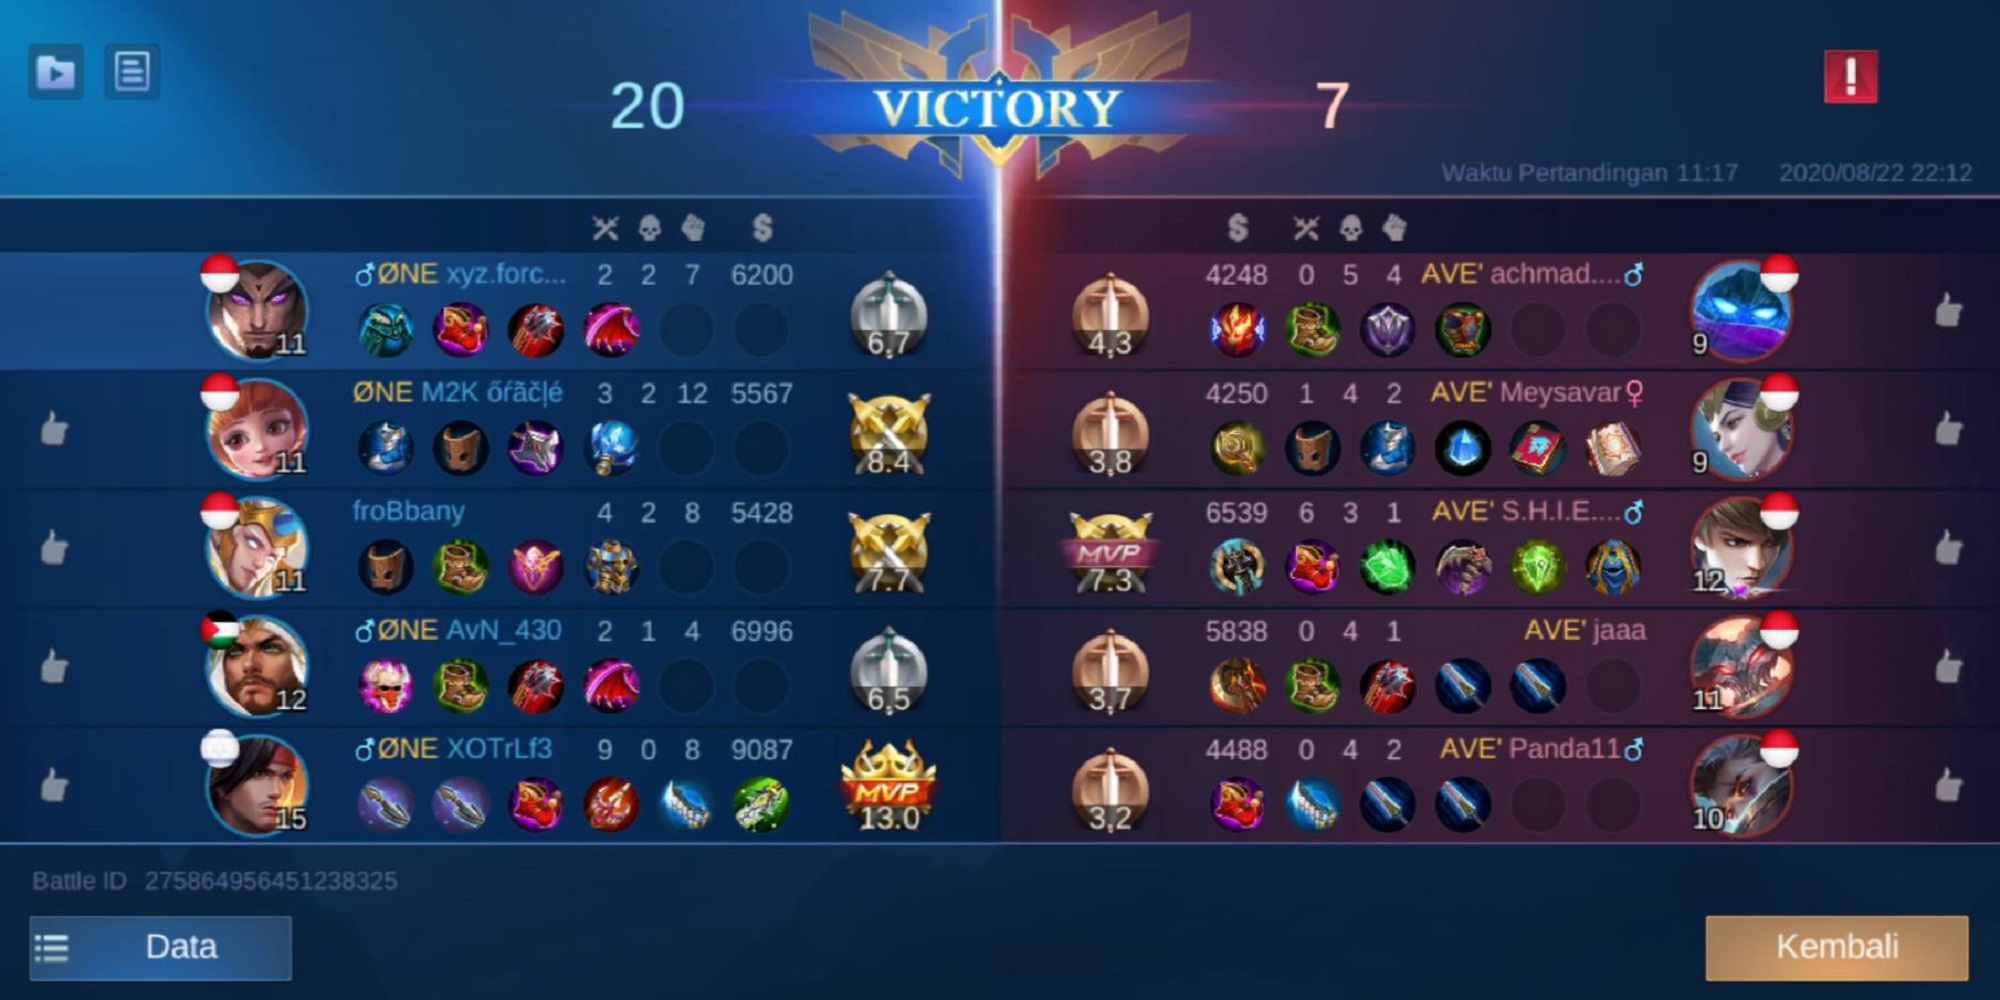 20 VICTORY 7
Waktu Pertandingan 11:17 2020/08/22 22:12
♂ØNE xyz.forc... 2 2 7 6200 6,7
11
4,3 4248 0 5 4 AVE' achmad....♂
9
ØNE M2K őŕãč|é 3 2 12 5567 8.4
11
3,8 4250 1 4 2 AVE' Meysavar♀
9
froBbany 4 2 8 5428 7.7
11
MVP 7.3 6539 6 3 1 AVE' S.H.I.E....♂
12
♂ØNE AvN_430 2 1 4 6996 6,5
12
3,7 5838 0 4 1 AVE' jaaa
11
♂ØNE XOTrLf3 9 0 8 9087 MVP 13.0
15
3,2 4488 0 4 2 AVE' Panda11♂
10
Battle ID 275864956451238325
Data
Kembali